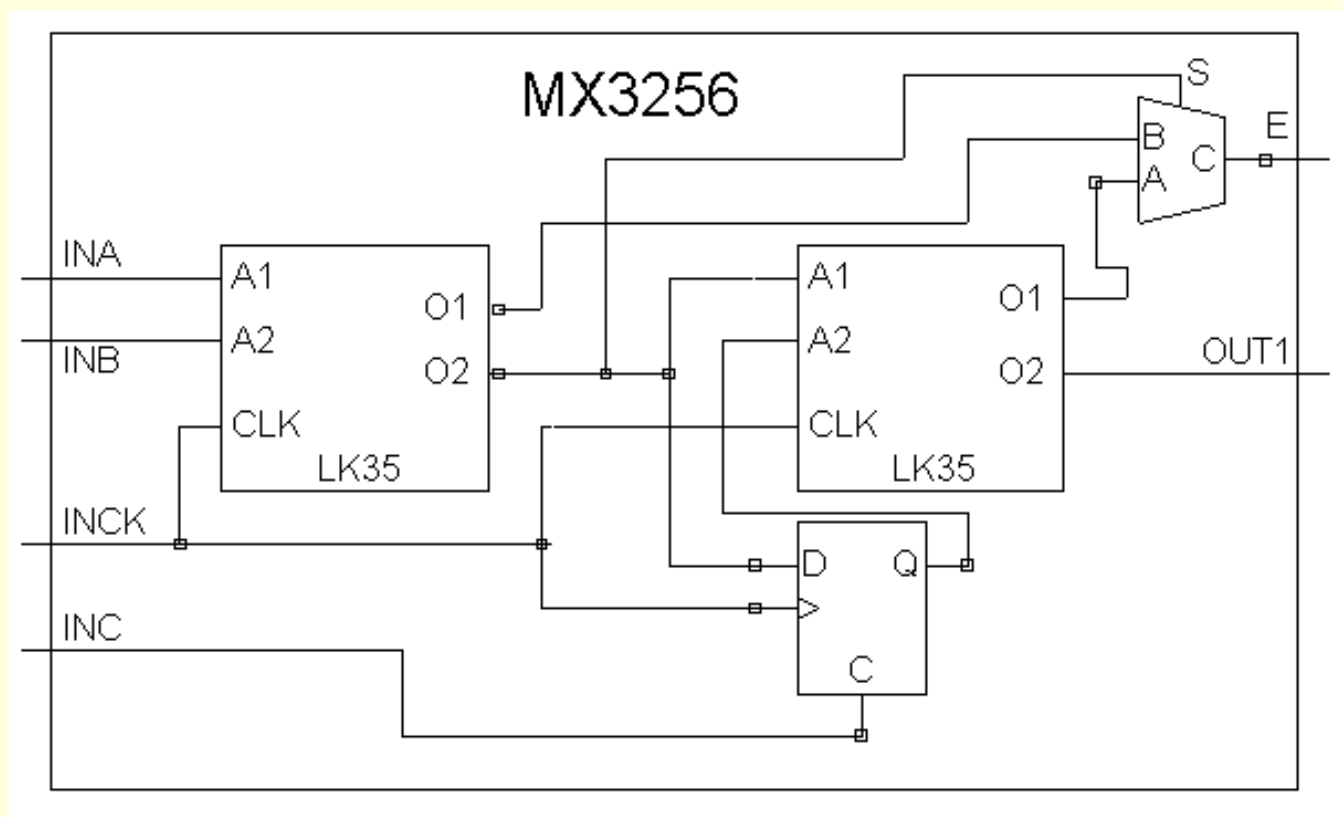 MX3256
S
B
A
C
E
INA
INB
INCK
INC
A1
A2
CLK
O1
O2
LK35
A1
A2
CLK
O1
O2
LK35
OUT1
D
Q
C